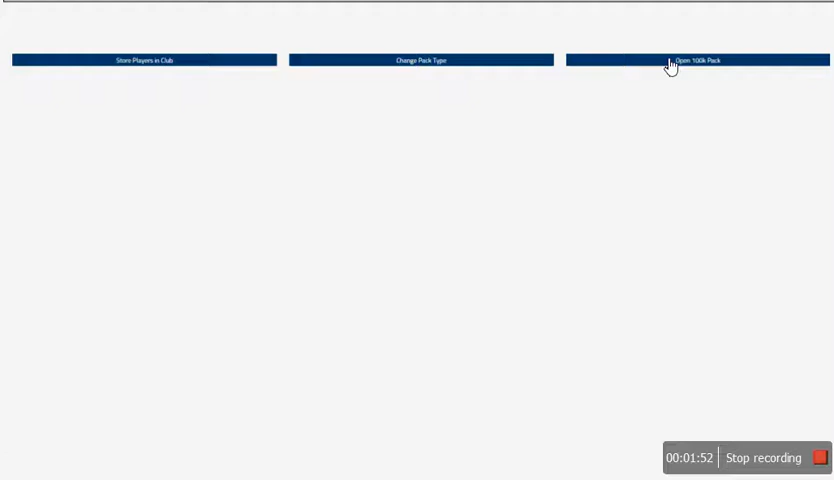 Store Players in Club
Change Pack Type
Open 100k Pack
00:01:52 Stop recording